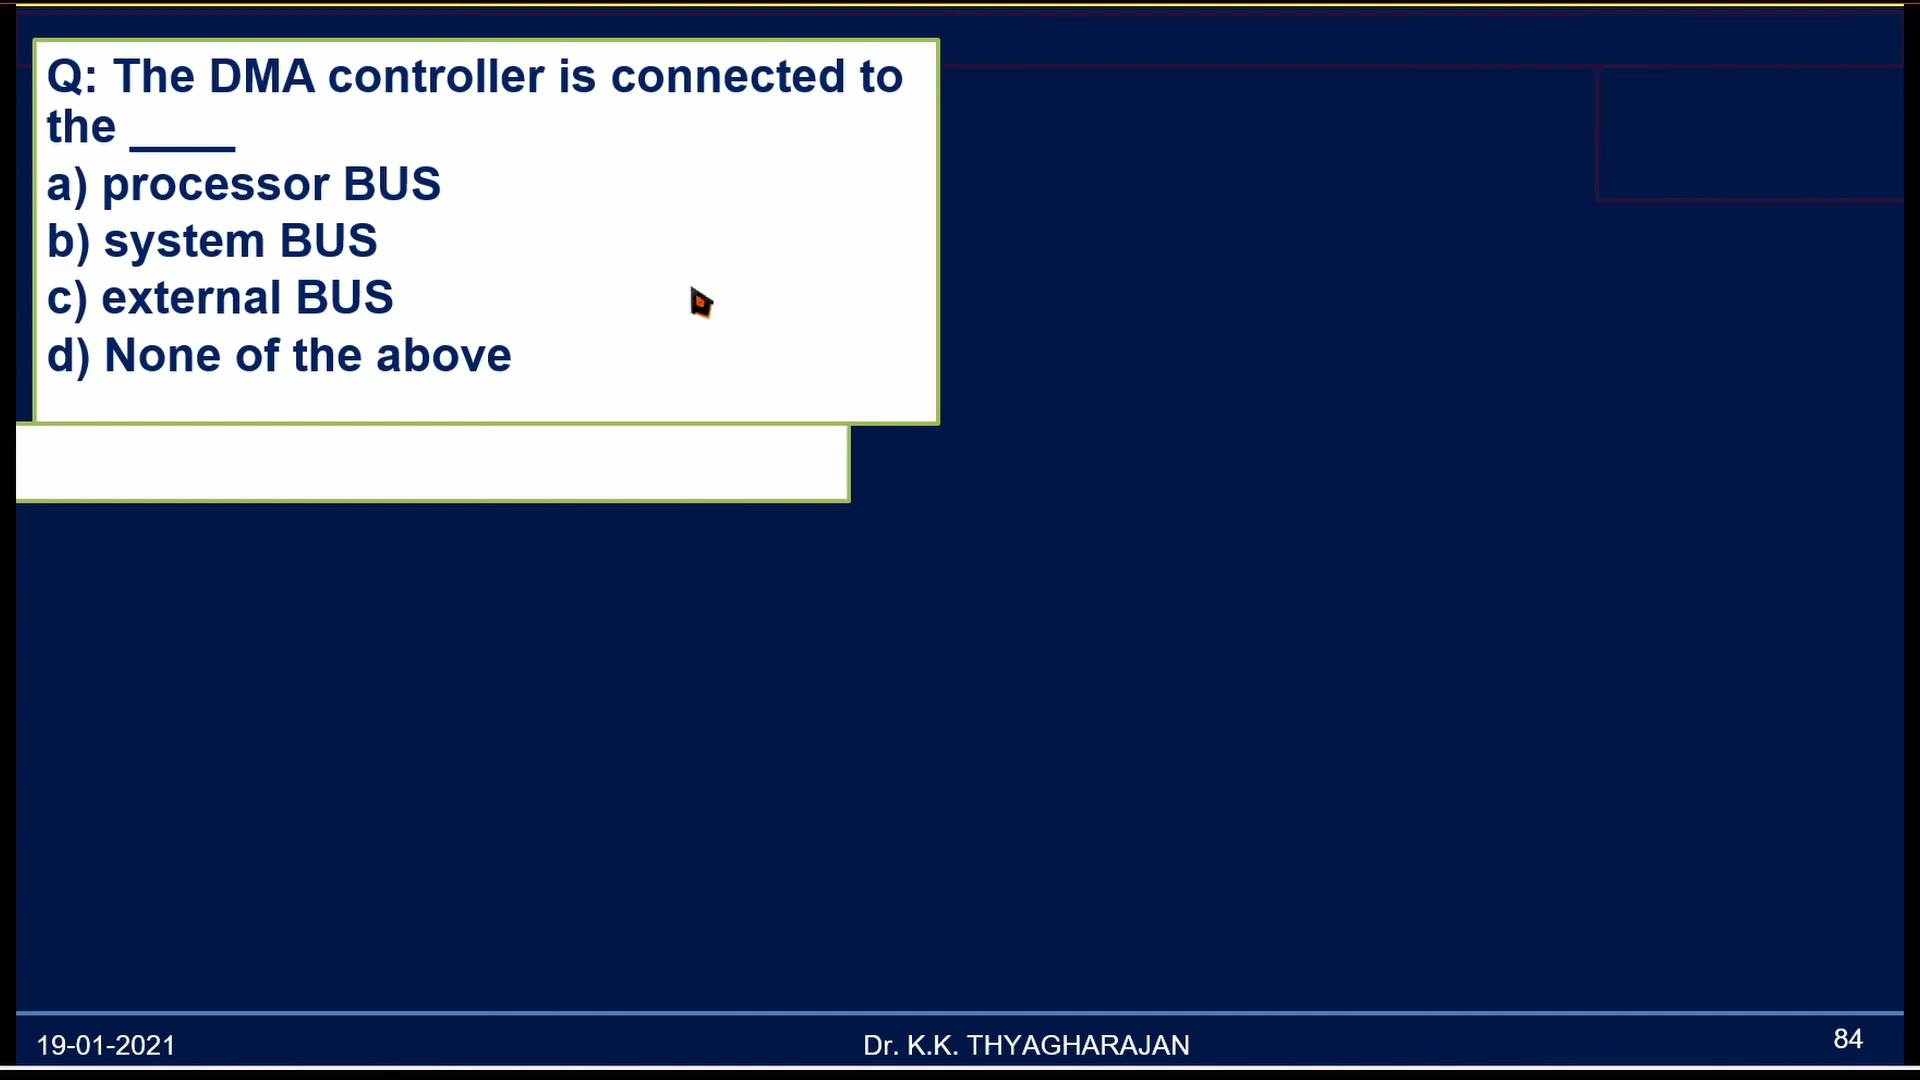 Q: The DMA controller is connected to
the ____
a) processor BUS
b) system BUS
c) external BUS
d) None of the above
19-01-2021
Dr. K.K. THYAGHARAJAN
84